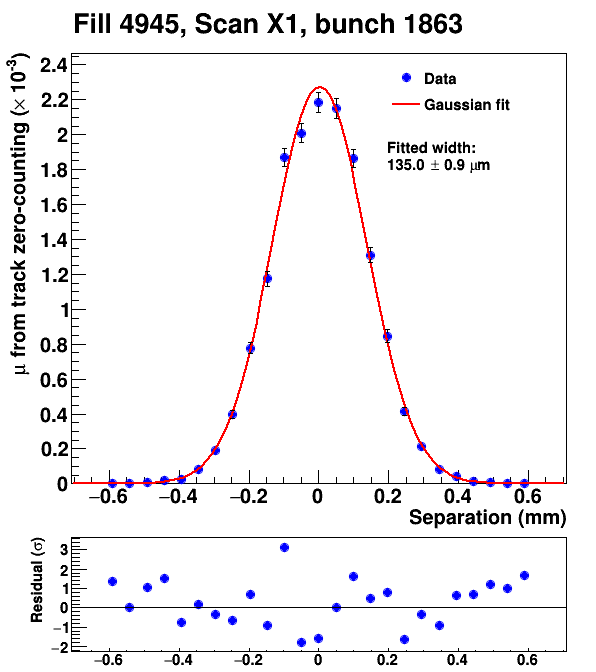 Fill 4945, Scan X1, bunch 1863
μ from track zero-counting (× 10⁻³)
2.4
2.2
2
1.8
1.6
1.4
1.2
1
0.8
0.6
0.4
0.2
0
Data
Gaussian fit
Fitted width:
135.0 ± 0.9 μm
−0.6 −0.4 −0.2 0 0.2 0.4 0.6
Separation (mm)
Residual (σ)
3
2
1
0
−1
−2
−0.6 −0.4 −0.2 0 0.2 0.4 0.6